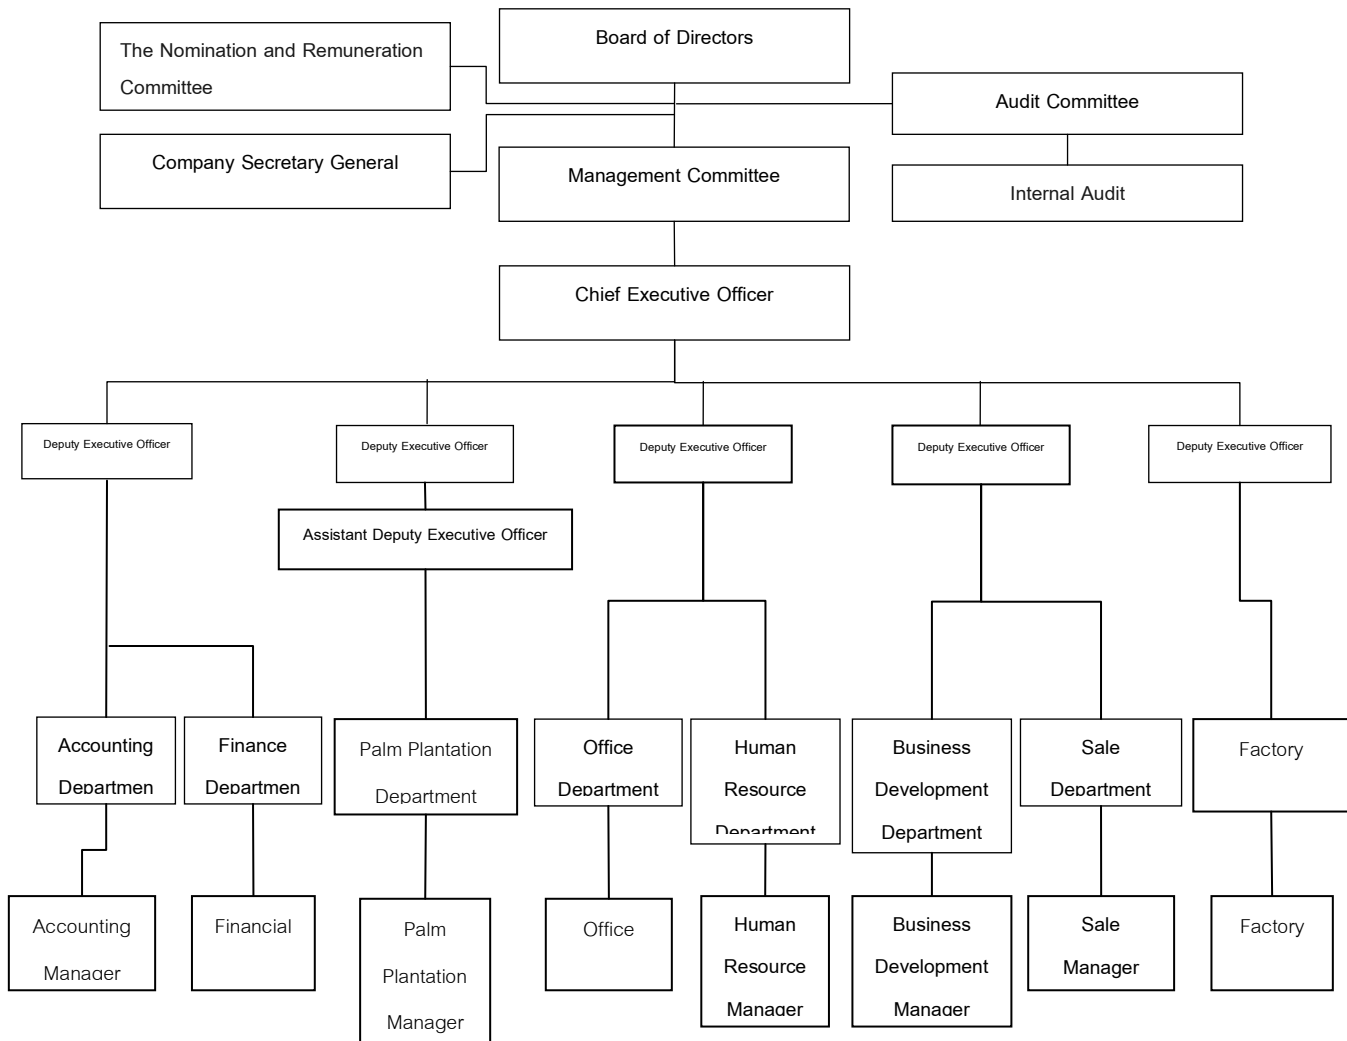 Board of Directors
The Nomination and Remuneration
Committee
Audit Committee
Company Secretary General
Management Committee
Internal Audit
Chief Executive Officer
Deputy Executive Officer
Deputy Executive Officer
Deputy Executive Officer
Deputy Executive Officer
Deputy Executive Officer
Assistant Deputy Executive Officer
Accounting
Departmen
Finance
Departmen
Palm Plantation
Department
Office
Department
Human
Resource
Department
Business
Development
Department
Sale
Department
Factory
Accounting
Manager
Financial
Palm
Plantation
Manager
Office
Human
Resource
Manager
Business
Development
Manager
Sale
Manager
Factory